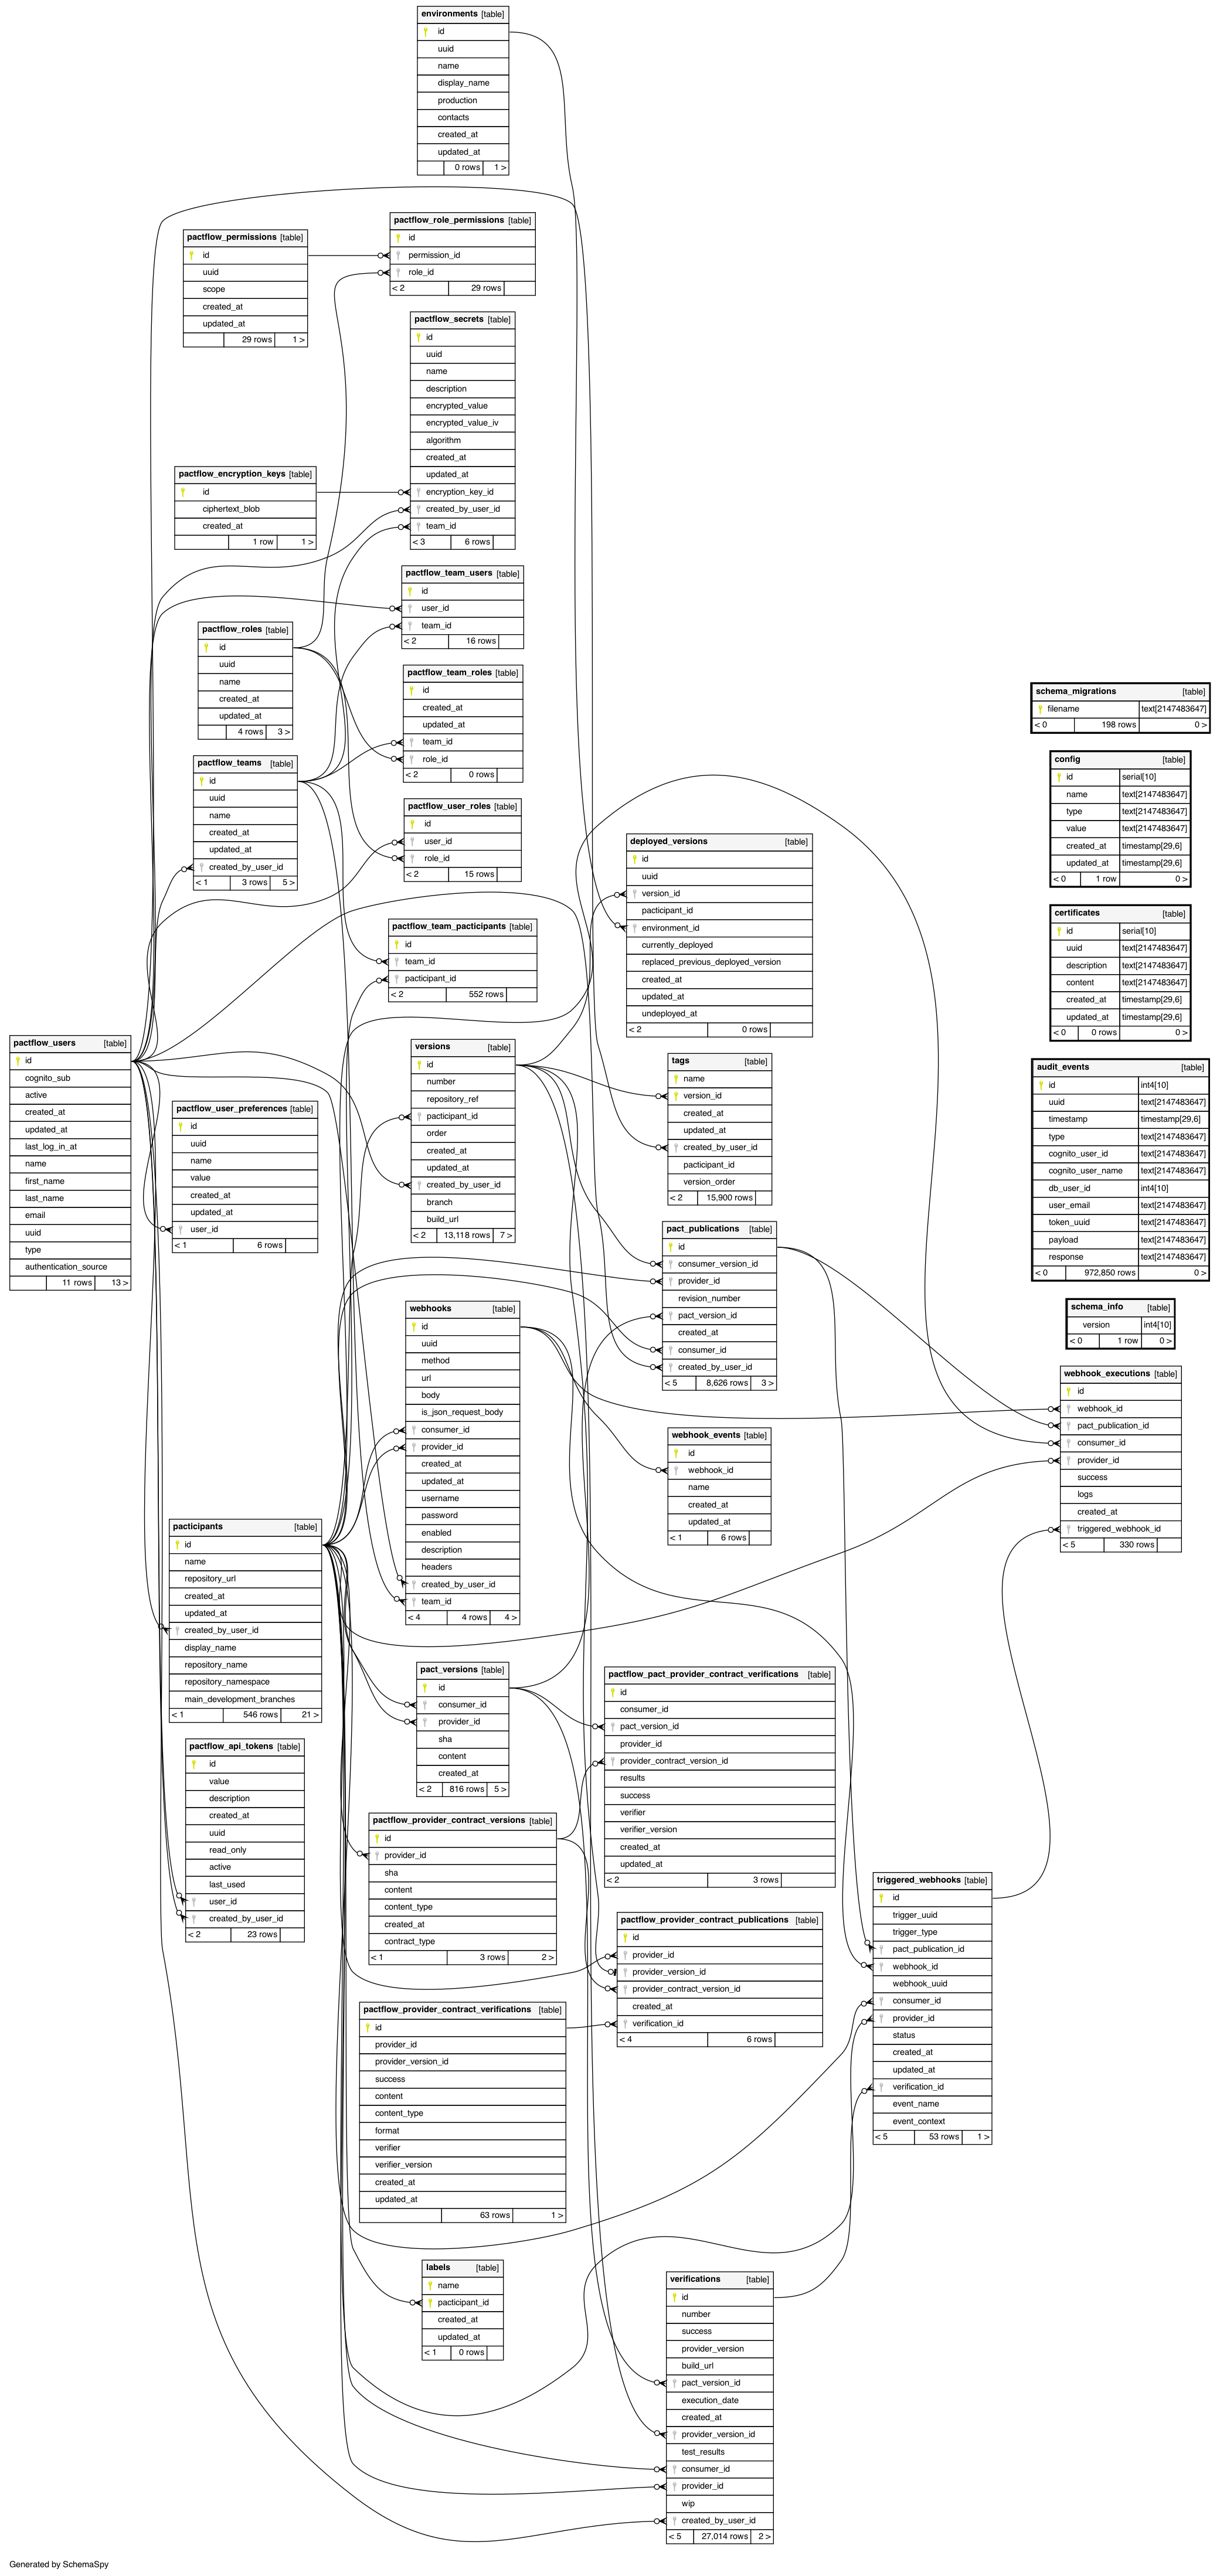 environments [table]
id
uuid
name
display_name
production
contacts
created_at
updated_at
0 rows 1 >
pactflow_role_permissions [table]
id
permission_id
role_id
< 2 29 rows
pactflow_permissions [table]
id
uuid
scope
created_at
updated_at
29 rows 1 >
pactflow_secrets [table]
id
uuid
name
description
encrypted_value
encrypted_value_iv
algorithm
created_at
updated_at
encryption_key_id
created_by_user_id
team_id
< 3 6 rows
pactflow_encryption_keys [table]
id
ciphertext_blob
created_at
1 row 1 >
pactflow_team_users [table]
id
user_id
team_id
< 2 16 rows
pactflow_roles [table]
id
uuid
name
created_at
updated_at
4 rows 3 >
pactflow_team_roles [table]
id
created_at
updated_at
team_id
role_id
< 2 0 rows
pactflow_teams [table]
id
uuid
name
created_at
updated_at
created_by_user_id
< 1 3 rows 5 >
pactflow_user_roles [table]
id
user_id
role_id
< 2 15 rows
deployed_versions [table]
id
uuid
version_id
pacticipant_id
environment_id
currently_deployed
replaced_previous_deployed_version
created_at
updated_at
undeployed_at
< 2 0 rows
pactflow_team_pacticipants [table]
id
team_id
pacticipant_id
< 2 552 rows
schema_migrations [table]
filename text[2147483647]
< 0 198 rows 0 >
config [table]
id serial[10]
name text[2147483647]
type text[2147483647]
value text[2147483647]
created_at timestamp[29,6]
updated_at timestamp[29,6]
< 0 1 row 0 >
certificates [table]
id serial[10]
uuid text[2147483647]
description text[2147483647]
content text[2147483647]
created_at timestamp[29,6]
updated_at timestamp[29,6]
< 0 0 rows 0 >
audit_events [table]
id int4[10]
uuid text[2147483647]
timestamp timestamp[29,6]
type text[2147483647]
cognito_user_id text[2147483647]
cognito_user_name text[2147483647]
db_user_id int4[10]
user_email text[2147483647]
token_uuid text[2147483647]
payload text[2147483647]
response text[2147483647]
< 0 972,850 rows 0 >
schema_info [table]
version int4[10]
< 0 1 row 0 >
pactflow_users [table]
id
cognito_sub
active
created_at
updated_at
last_log_in_at
name
first_name
last_name
email
uuid
type
authentication_source
11 rows 13 >
pactflow_user_preferences [table]
id
uuid
name
value
created_at
updated_at
user_id
< 1 6 rows
versions [table]
id
number
repository_ref
pacticipant_id
order
created_at
updated_at
created_by_user_id
branch
build_url
< 2 13,118 rows 7 >
tags [table]
name
version_id
created_at
updated_at
created_by_user_id
pacticipant_id
version_order
< 2 15,900 rows
pact_publications [table]
id
consumer_version_id
provider_id
revision_number
pact_version_id
created_at
consumer_id
created_by_user_id
< 5 8,626 rows 3 >
webhooks [table]
id
uuid
method
url
body
is_json_request_body
consumer_id
provider_id
created_at
updated_at
username
password
enabled
description
headers
created_by_user_id
team_id
< 4 4 rows 4 >
webhook_events [table]
id
webhook_id
name
created_at
updated_at
< 1 6 rows
webhook_executions [table]
id
webhook_id
pact_publication_id
consumer_id
provider_id
success
logs
created_at
triggered_webhook_id
< 5 330 rows
pacticipants [table]
id
name
repository_url
created_at
updated_at
created_by_user_id
display_name
repository_name
repository_namespace
main_development_branches
< 1 546 rows 21 >
pact_versions [table]
id
consumer_id
provider_id
sha
content
created_at
< 2 816 rows 5 >
pactflow_pact_provider_contract_verifications [table]
id
consumer_id
pact_version_id
provider_id
provider_contract_version_id
results
success
verifier
verifier_version
created_at
updated_at
< 2 3 rows
pactflow_api_tokens [table]
id
value
description
created_at
uuid
read_only
active
last_used
user_id
created_by_user_id
< 2 23 rows
pactflow_provider_contract_versions [table]
id
provider_id
sha
content
content_type
created_at
contract_type
< 1 3 rows 2 >
pactflow_provider_contract_publications [table]
id
provider_id
provider_version_id
provider_contract_version_id
created_at
verification_id
< 4 6 rows
triggered_webhooks [table]
id
trigger_uuid
trigger_type
pact_publication_id
webhook_id
webhook_uuid
consumer_id
provider_id
status
created_at
updated_at
verification_id
event_name
event_context
< 5 53 rows 1 >
pactflow_provider_contract_verifications [table]
id
provider_id
provider_version_id
success
content
content_type
format
verifier
verifier_version
created_at
updated_at
63 rows 1 >
labels [table]
name
pacticipant_id
created_at
updated_at
< 1 0 rows
verifications [table]
id
number
success
provider_version
build_url
pact_version_id
execution_date
created_at
provider_version_id
test_results
consumer_id
provider_id
wip
created_by_user_id
< 5 27,014 rows 2 >
Generated by SchemaSpy